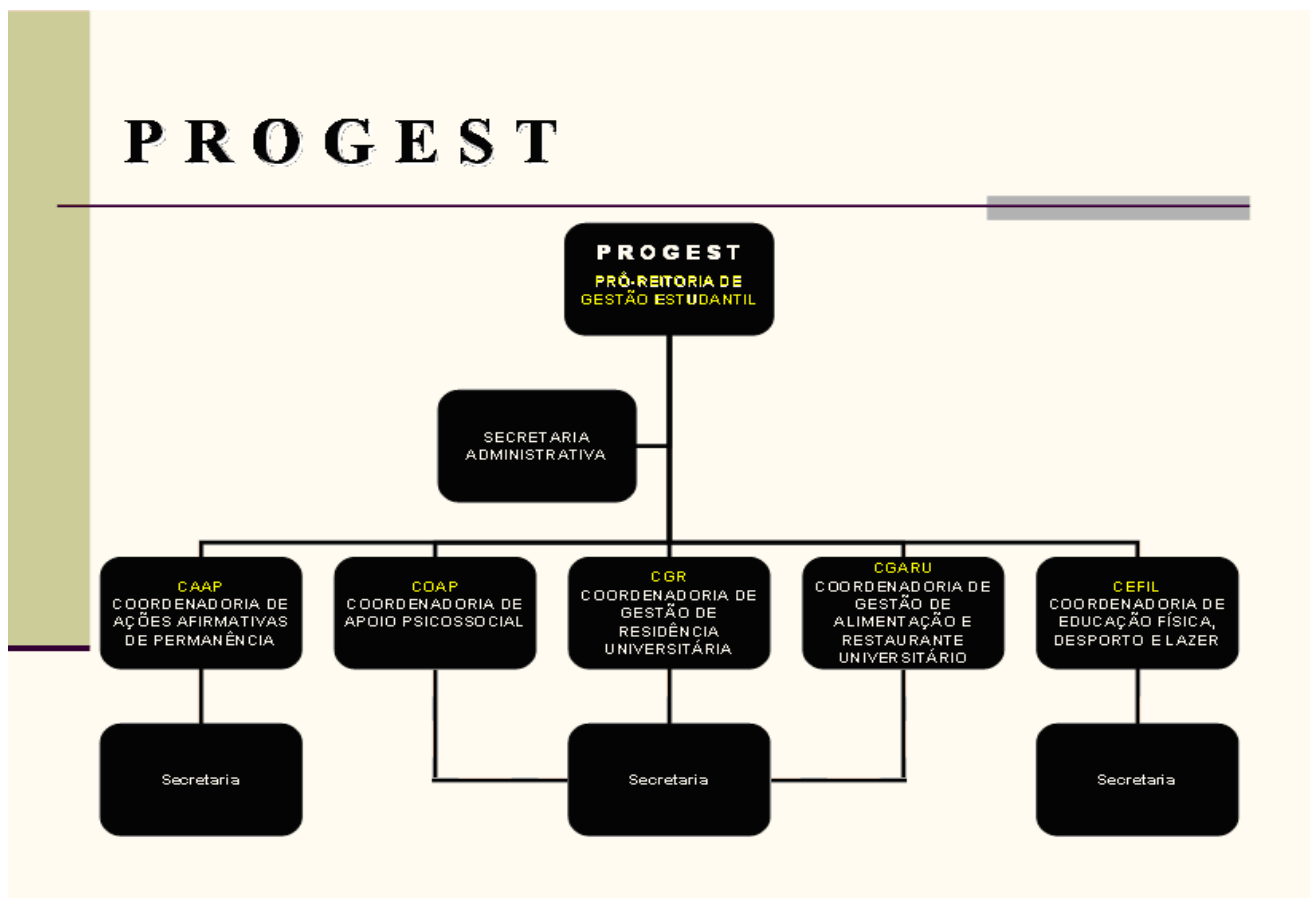 P R O G E S T
P R O G E S T
PRÓ-REITORIA DE
GESTÃO ESTUDANTIL
SECRETARIA
ADMINISTRATIVA
CAAP
COORDENADORIA DE
AÇÕES AFIRMATIVAS
DE PERMANÊNCIA
COAP
COORDENADORIA DE
APOIO PSICOSSOCIAL
CGR
COORDENADORIA DE
GESTÃO DE
RESIDÊNCIA
UNIVERSITÁRIA
CGARU
COORDENADORIA DE
GESTÃO DE
ALIMENTAÇÃO E
RESTAURANTE
UNIVERSITÁRIO
CEFIL
COORDENADORIA DE
EDUCAÇÃO FÍSICA,
DESPORTO E LAZER
Secretaria
Secretaria
Secretaria